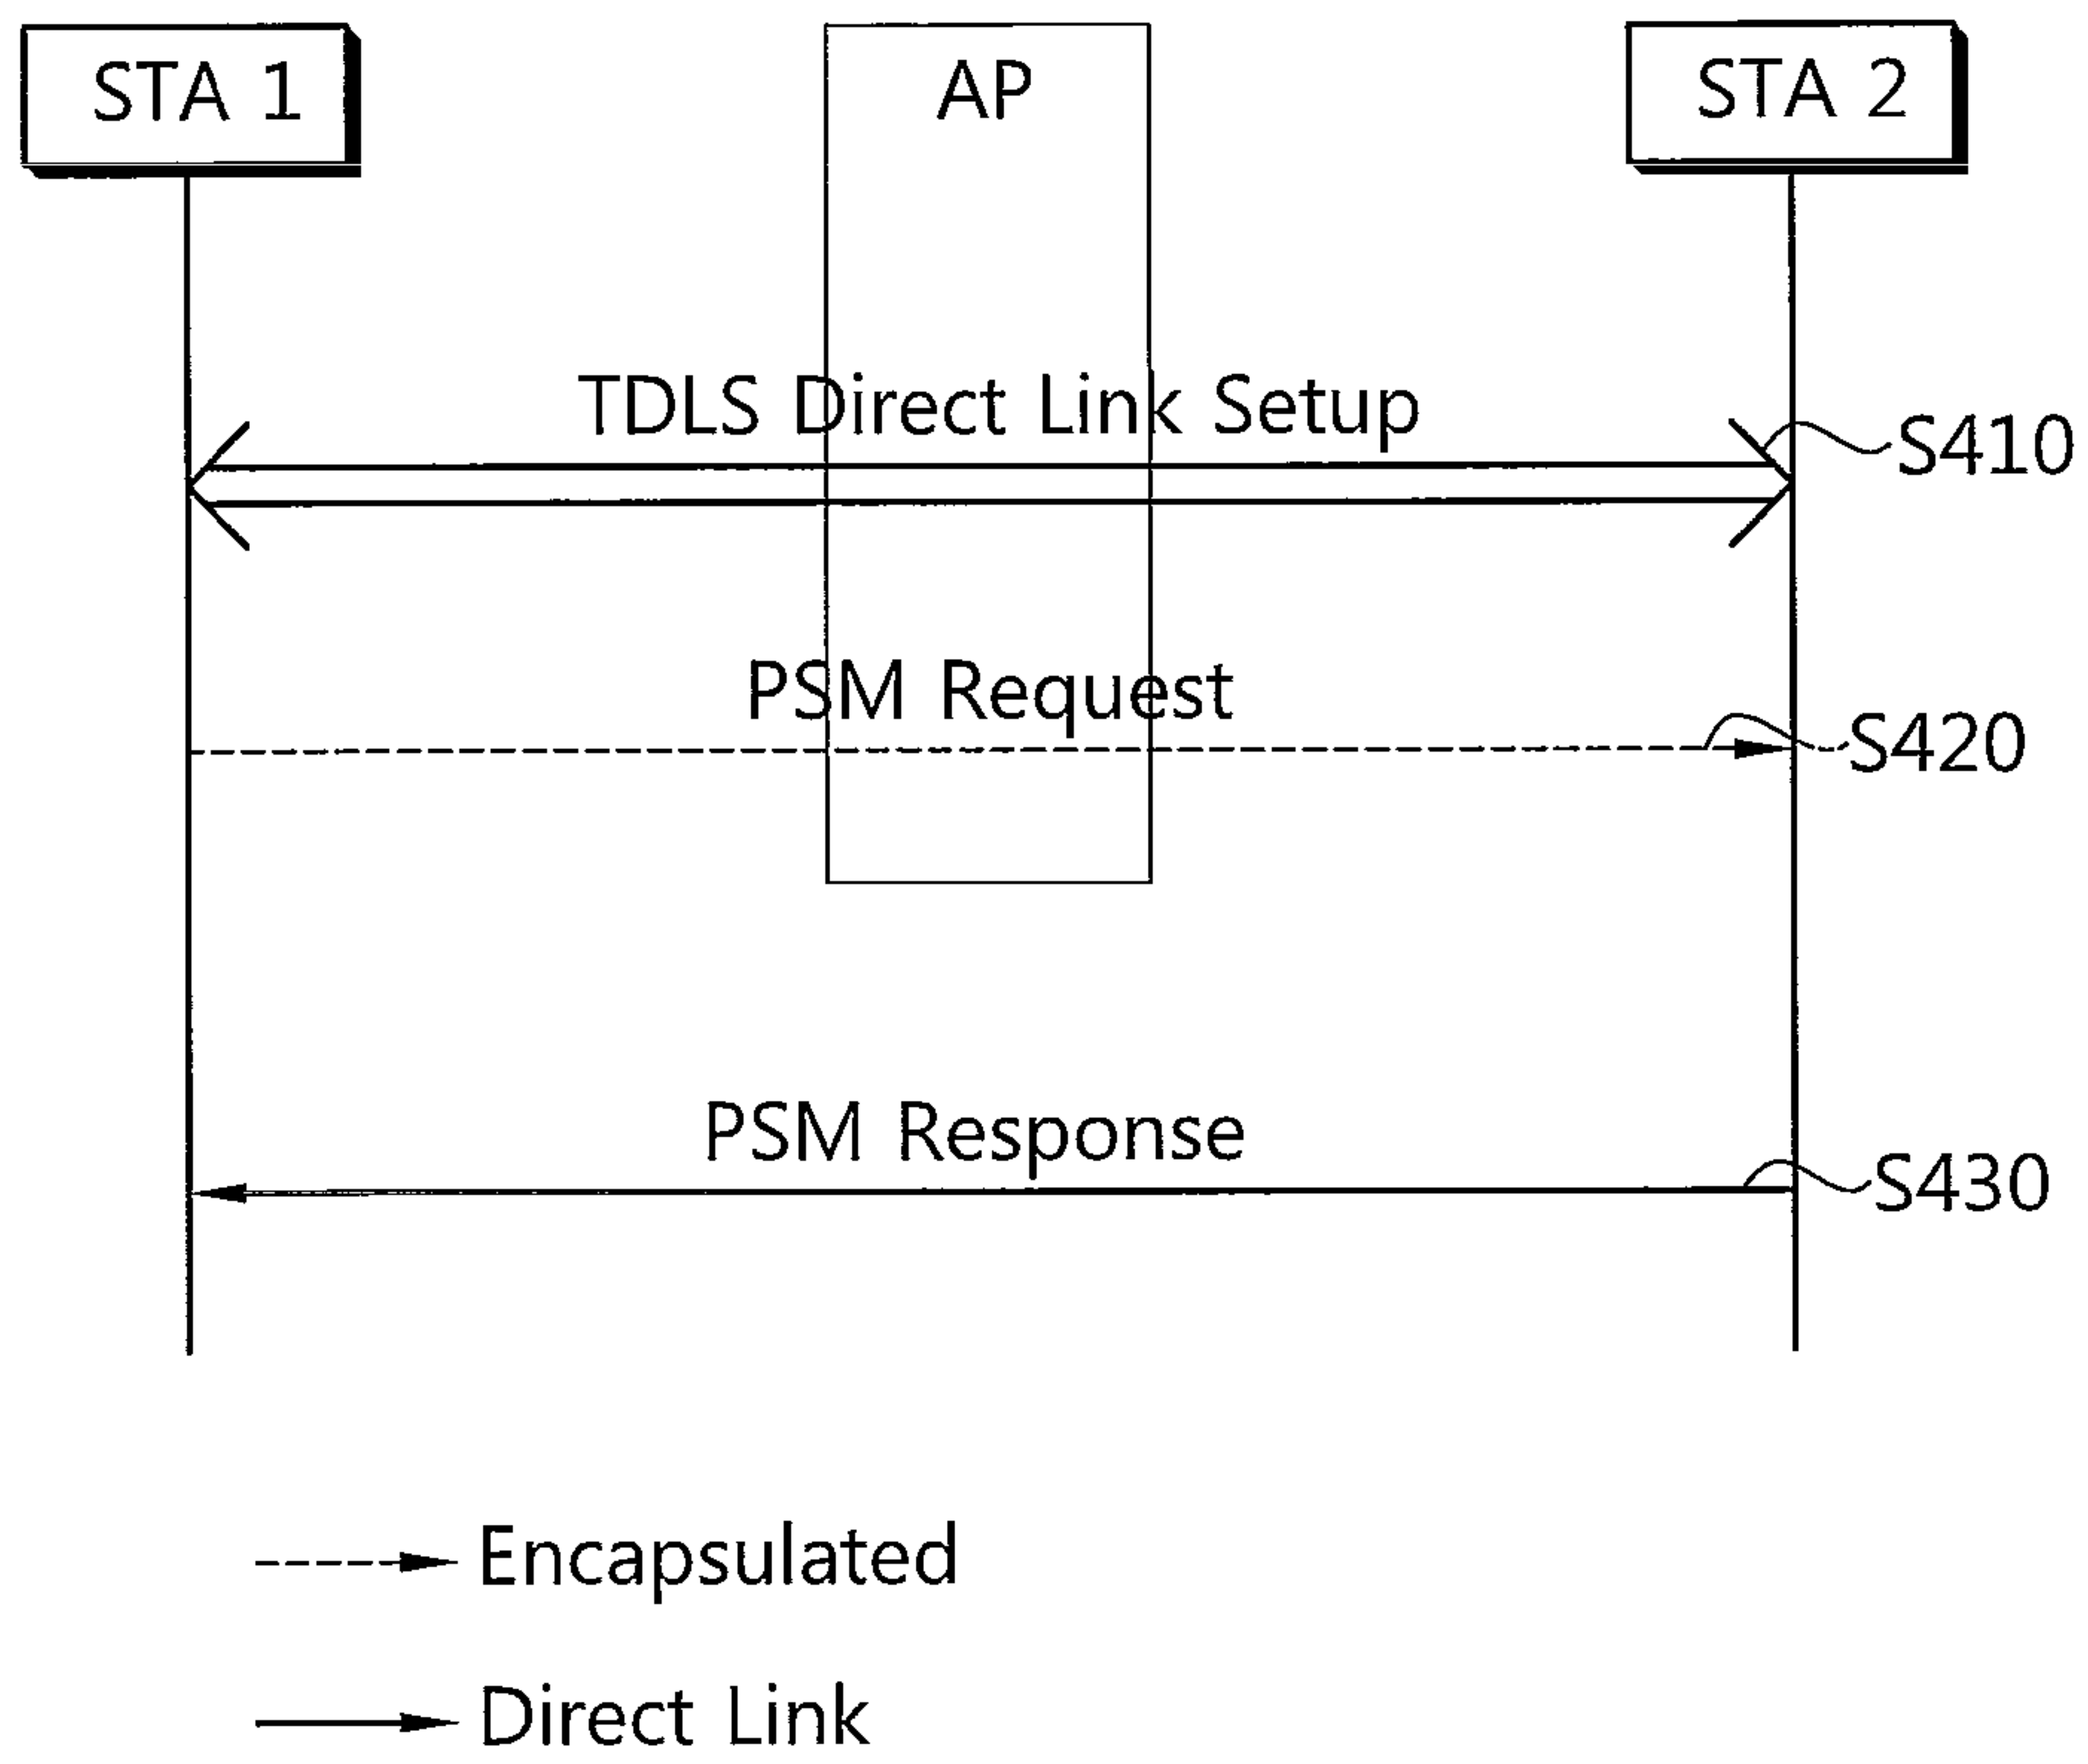 STA 1
AP
STA 2
TDLS Direct Link Setup
S410
PSM Request
S420
PSM Response
S430
Encapsulated
Direct Link